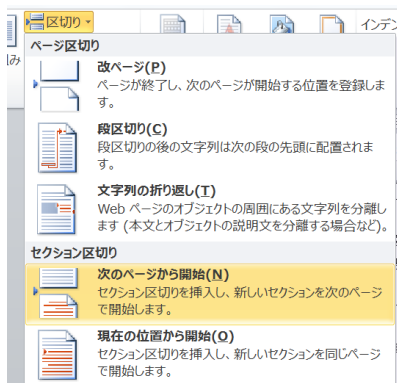 区切り
インデン
み
ページ区切り
改ページ(P)
ページが終了し、次のページが開始する位置を登録しま
す。
段区切り(C)
段区切りの後の文字列は次の段の先頭に配置されま
す。
文字列の折り返し(T)
Web ページのオブジェクトの周囲にある文字列を分離し
ます (本文とオブジェクトの説明文を分離する場合など)。
セクション区切り
次のページから開始(N)
セクション区切りを挿入し、新しいセクションを次のページ
で開始します。
現在の位置から開始(O)
セクション区切りを挿入し、新しいセクションを同じページ
で開始します。